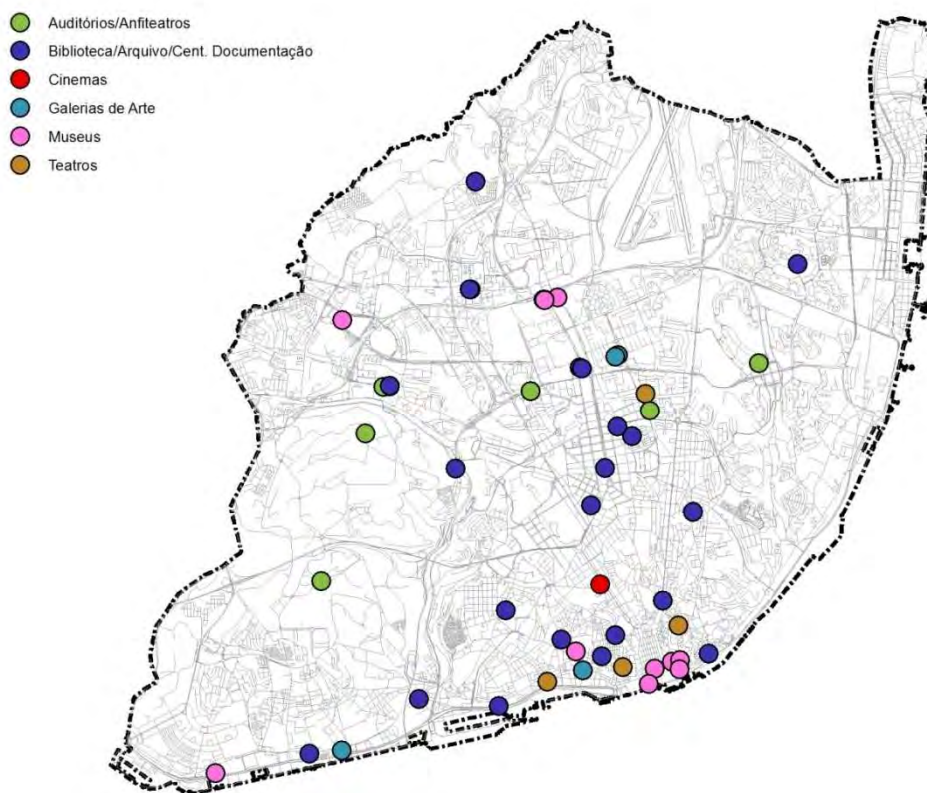 Auditórios/Anfiteatros
Biblioteca/Arquivo/Cent. Documentação
Cinemas
Galerias de Arte
Museus
Teatros